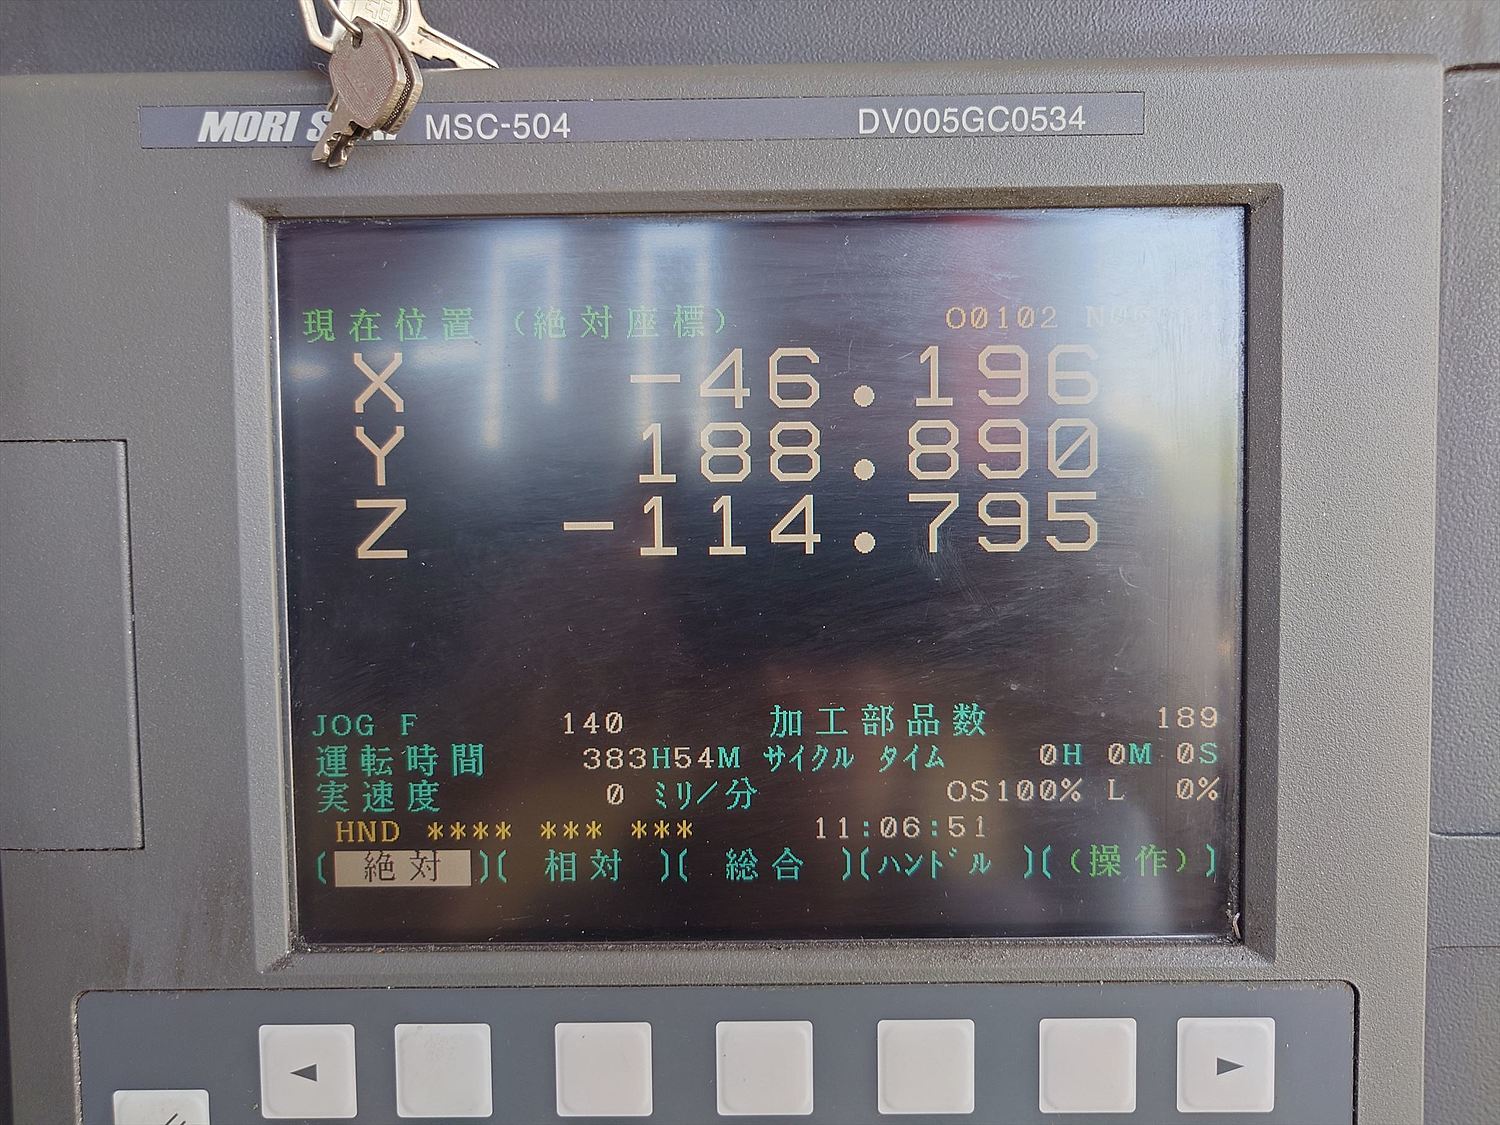 MORI MSC-504 DV005GC0534
現在位置(絶対座標) O0102
X -46.196
Y 188.890
Z -114.795
JOG F 140 加工部品数 189
運転時間 383H54M サイクル タイム 0H 0M 0S
実速度 0 ミリ/分 OS100% L 0%
HND **** *** *** 11:06:51
[ 絶対 ][ 相対 ][ 総合 ][ハンドル ][(操作)]